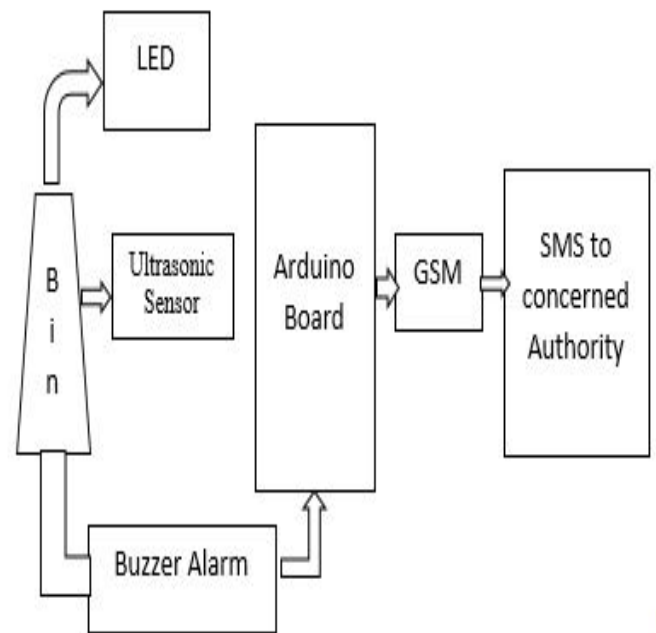 LED
B
i
n
Ultrasonic
Sensor
Arduino
Board
GSM
SMS to
concerned
Authority
Buzzer Alarm